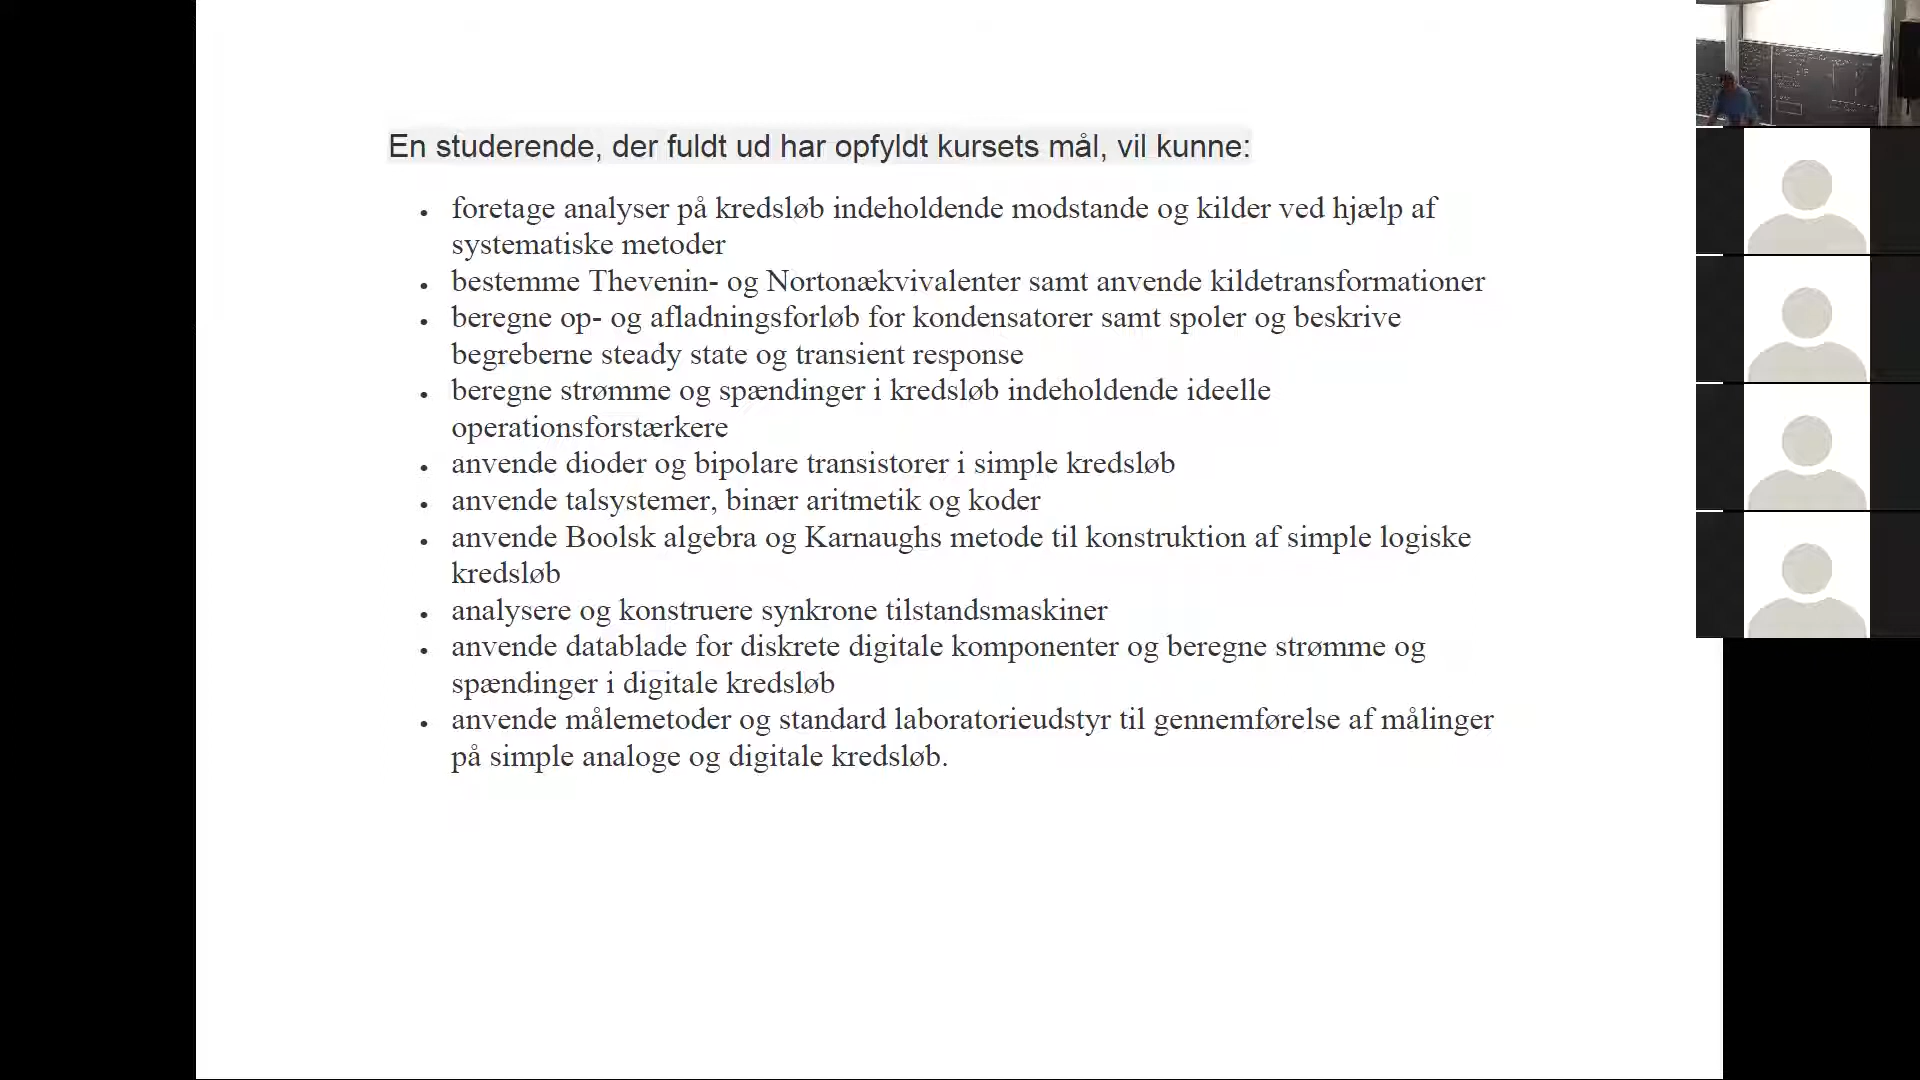 En studerende, der fuldt ud har opfyldt kursets mål, vil kunne:
• foretage analyser på kredsløb indeholdende modstande og kilder ved hjælp af
systematiske metoder
• bestemme Thevenin- og Nortonækvivalenter samt anvende kildetransformationer
• beregne op- og afladningsforløb for kondensatorer samt spoler og beskrive
begreberne steady state og transient response
• beregne strømme og spændinger i kredsløb indeholdende ideelle
operationsforstærkere
• anvende dioder og bipolare transistorer i simple kredsløb
• anvende talsystemer, binær aritmetik og koder
• anvende Boolsk algebra og Karnaughs metode til konstruktion af simple logiske
kredsløb
• analysere og konstruere synkrone tilstandsmaskiner
• anvende datablade for diskrete digitale komponenter og beregne strømme og
spændinger i digitale kredsløb
• anvende målemetoder og standard laboratorieudstyr til gennemførelse af målinger
på simple analoge og digitale kredsløb.